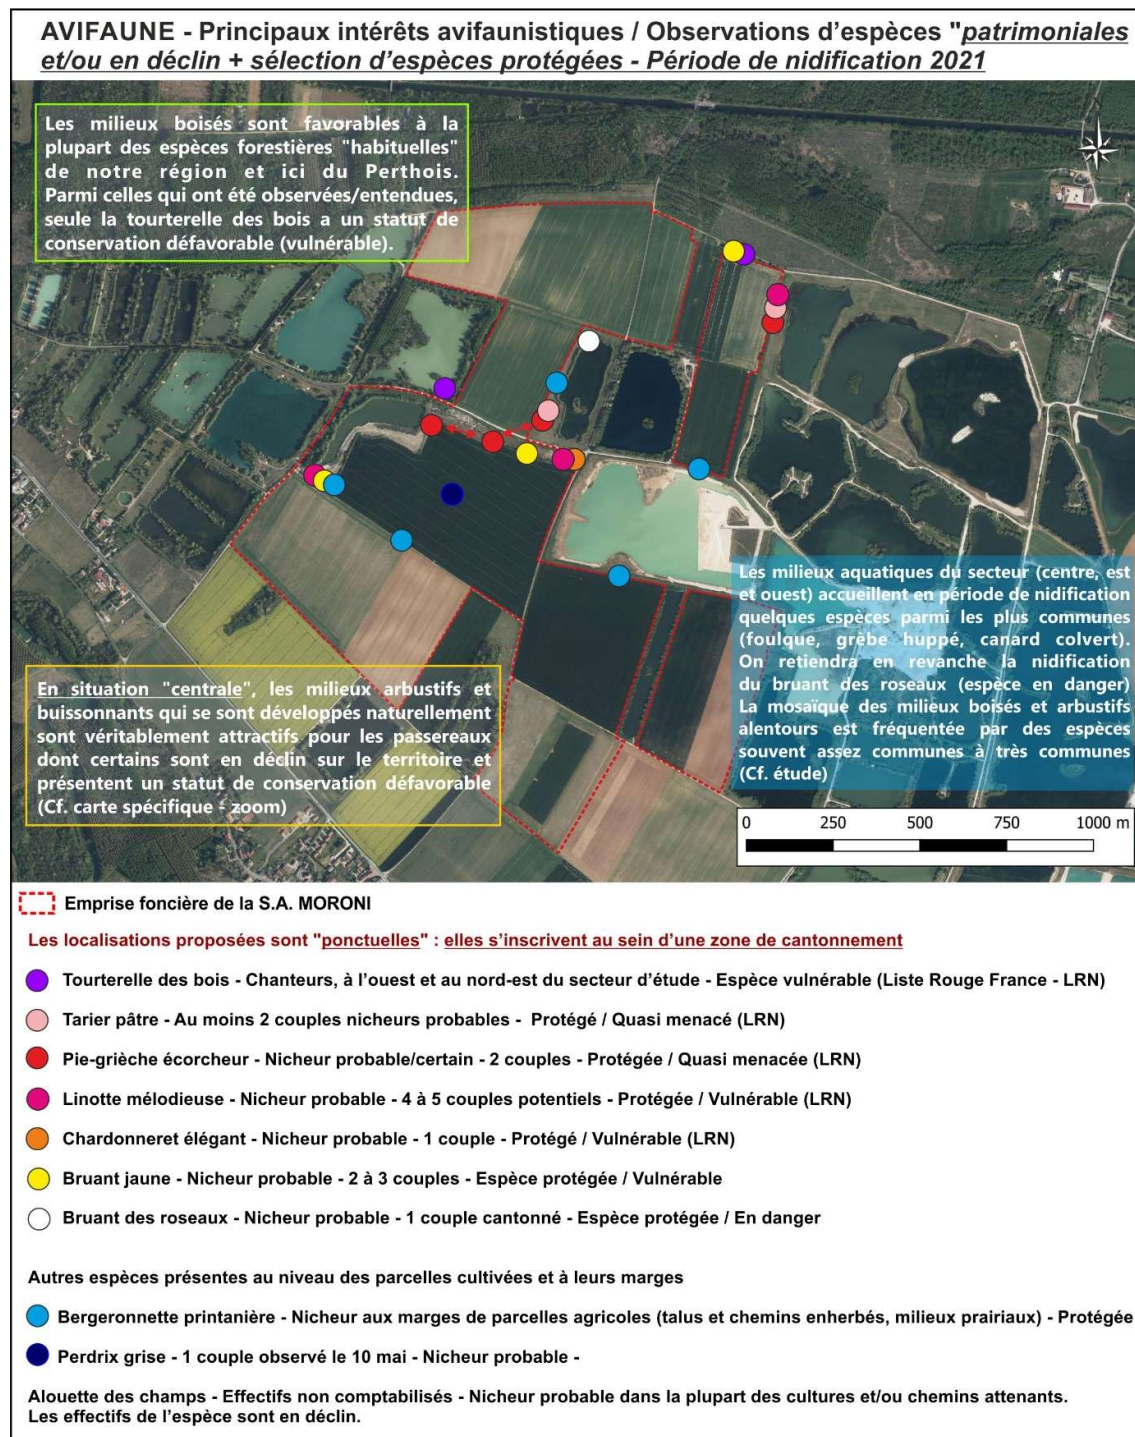 AVIFAUNE - Principaux intérêts avifaunistiques / Observations d'espèces "patrimoniales
et/ou en déclin + sélection d'espèces protégées - Période de nidification 2021
Les milieux boisés sont favorables à la
plupart des espèces forestières "habituelles"
de notre région et ici du Perthois.
Parmi celles qui ont été observées/entendues,
seule la tourterelle des bois a un statut de
conservation défavorable (vulnérable).
Les milieux aquatiques du secteur (centre, est
et ouest) accueillent en période de nidification
quelques espèces parmi les plus communes
(foulque, grèbe huppé, canard colvert).
On retiendra en revanche la nidification
du bruant des roseaux (espèce en danger)
La mosaïque des milieux boisés et arbustifs
alentours est fréquentée par des espèces
souvent assez communes à très communes
(Cf. étude)
En situation "centrale", les milieux arbustifs et
buissonnants qui se sont développés naturellement
sont véritablement attractifs pour les passereaux
dont certains sont en déclin sur le territoire et
présentent un statut de conservation défavorable
(Cf. carte spécifique - zoom)
0 250 500 750 1000 m
Emprise foncière de la S.A. MORONI
Les localisations proposées sont "ponctuelles" : elles s'inscrivent au sein d'une zone de cantonnement
Tourterelle des bois - Chanteurs, à l'ouest et au nord-est du secteur d'étude - Espèce vulnérable (Liste Rouge France - LRN)
Tarier pâtre - Au moins 2 couples nicheurs probables - Protégé / Quasi menacé (LRN)
Pie-grièche écorcheur - Nicheur probable/certain - 2 couples - Protégée / Quasi menacée (LRN)
Linotte mélodieuse - Nicheur probable - 4 à 5 couples potentiels - Protégée / Vulnérable (LRN)
Chardonneret élégant - Nicheur probable - 1 couple - Protégé / Vulnérable (LRN)
Bruant jaune - Nicheur probable - 2 à 3 couples - Espèce protégée / Vulnérable
Bruant des roseaux - Nicheur probable - 1 couple cantonné - Espèce protégée / En danger
Autres espèces présentes au niveau des parcelles cultivées et à leurs marges
Bergeronnette printanière - Nicheur aux marges de parcelles agricoles (talus et chemins enherbés, milieux prairiaux) - Protégée
Perdrix grise - 1 couple observé le 10 mai - Nicheur probable -
Alouette des champs - Effectifs non comptabilisés - Nicheur probable dans la plupart des cultures et/ou chemins attenants.
Les effectifs de l'espèce sont en déclin.